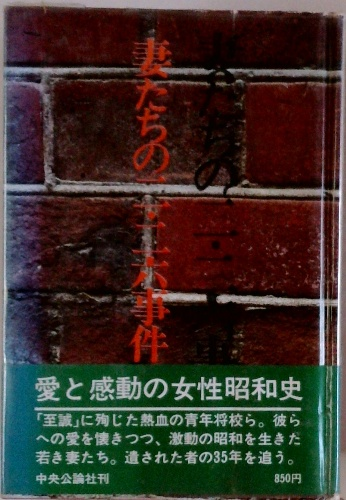 妻たちの二・二六事件
愛と感動の女性昭和史
「至誠」に殉じた熱血の青年将校ら。彼ら
への愛を懐きつつ、激動の昭和を生きた
若き妻たち。遺された者の35年を追う。
中央公論社刊
850円